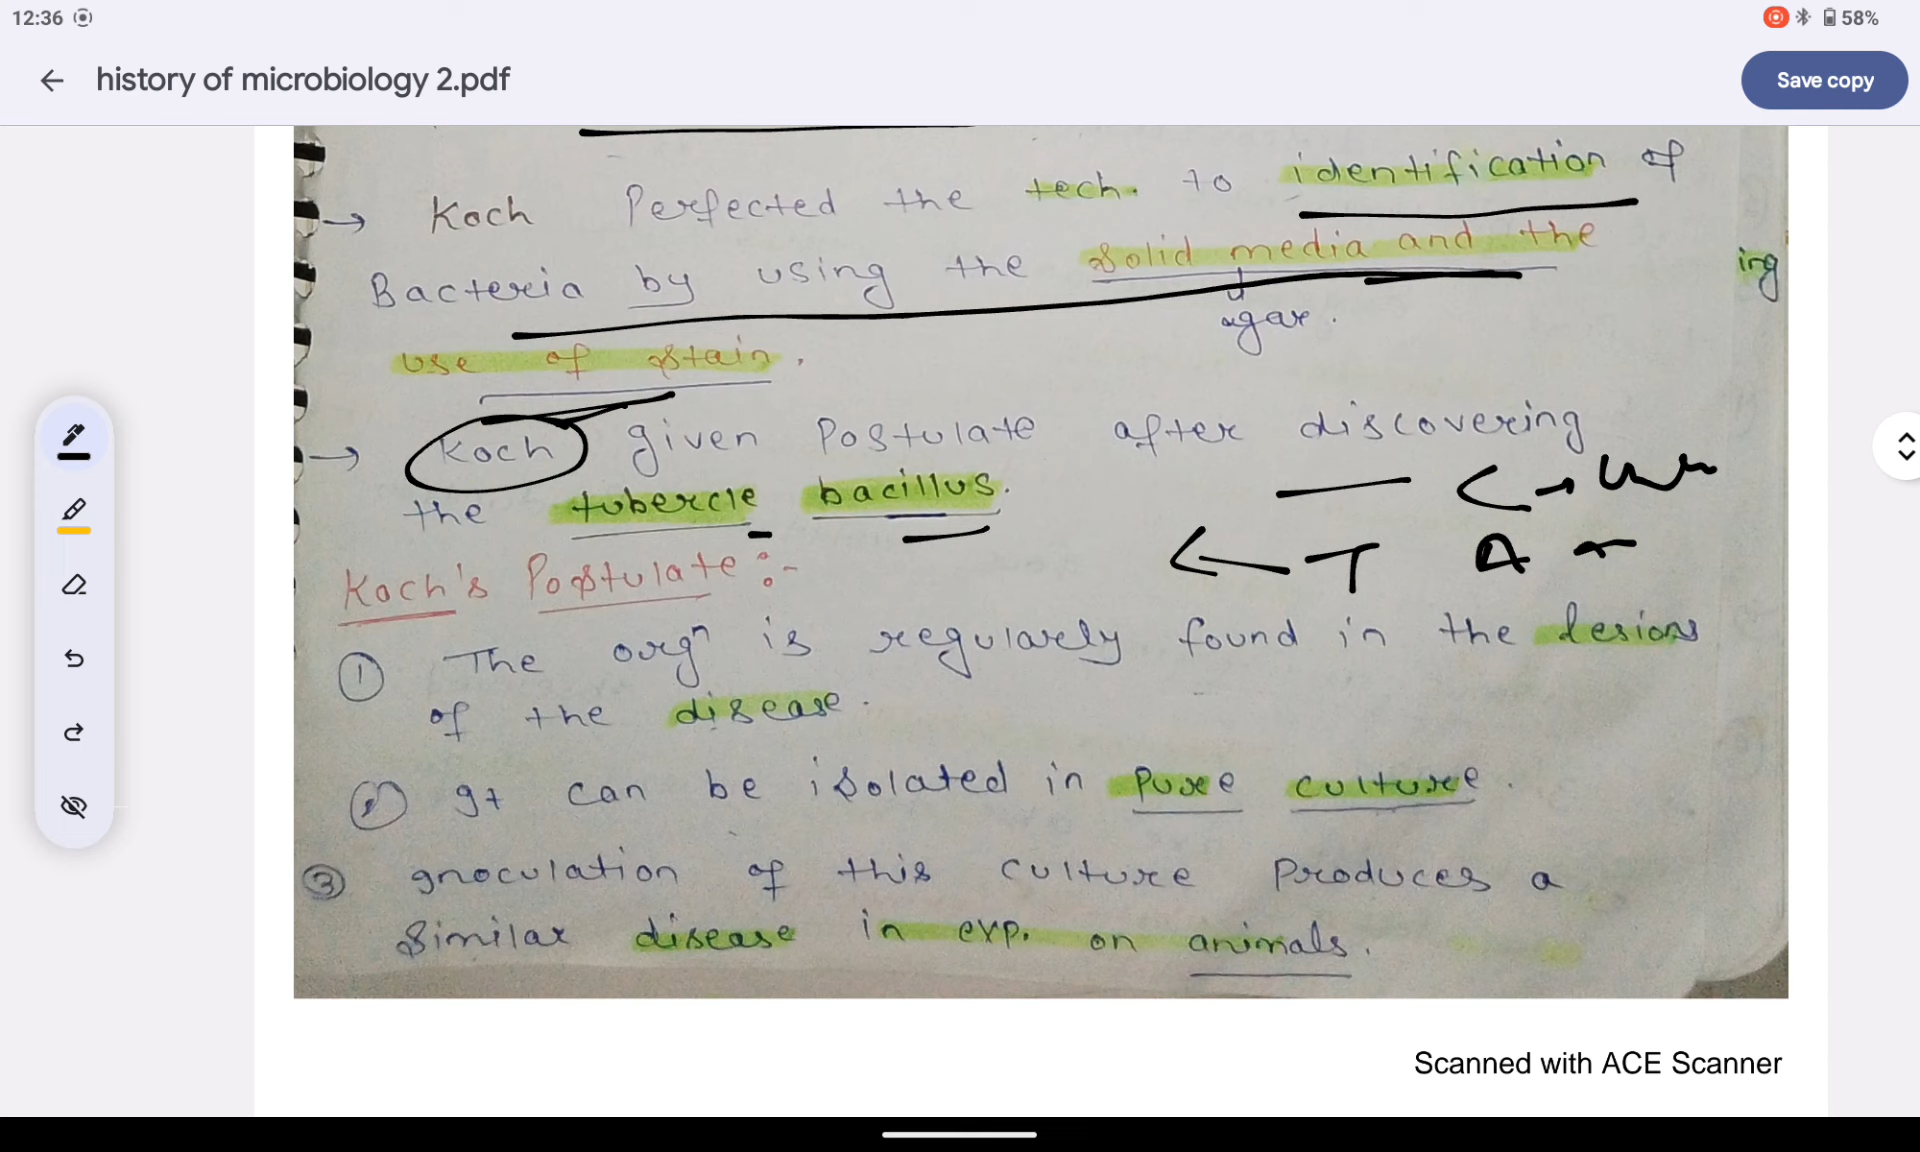 12:36
58%
history of microbiology 2.pdf
Save copy
→ Koch Perfected the tech. to identification of
Bacteria by using the solid media and the
ing
agar.
use of stain.
→ Koch given Postulate after discovering
the tubercle bacillus.
Koch's Postulate :-
① The orgⁿ is regularly found in the lesions
of the disease.
② It can be isolated in Pure culture.
③ Inoculation of this culture Produces a
Similar disease in exp. on animals.
Scanned with ACE Scanner